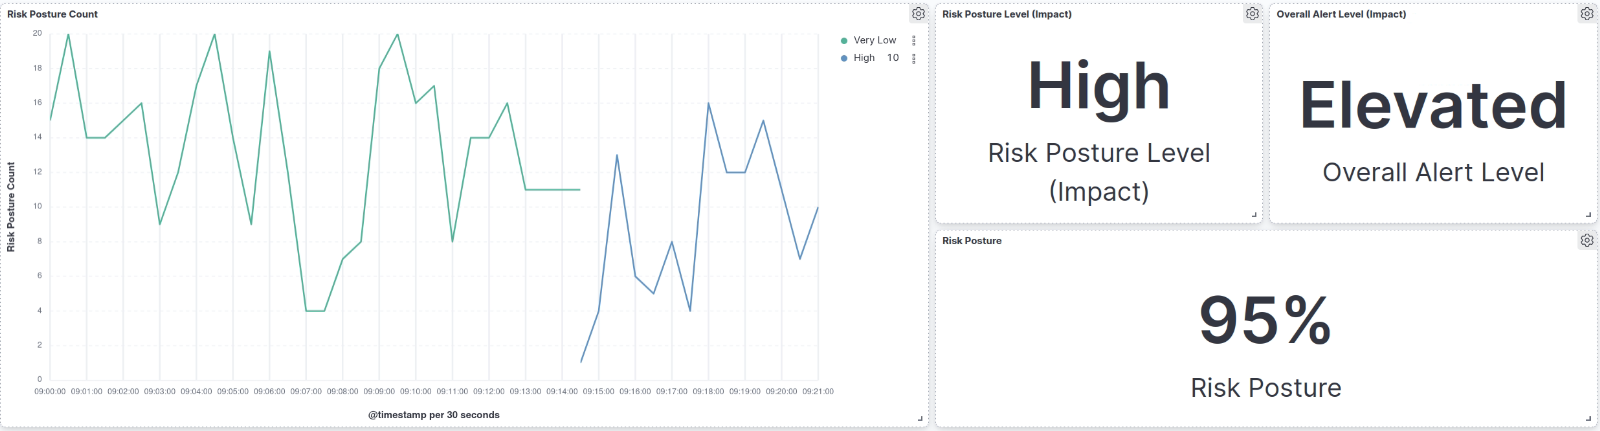 Risk Posture Count
20
18
16
14
12
10
8
6
4
2
0
Risk Posture Count
09:00:00 09:01:00 09:02:00 09:03:00 09:04:00 09:05:00 09:06:00 09:07:00 09:08:00 09:09:00 09:10:00 09:11:00 09:12:00 09:13:00 09:14:00 09:15:00 09:16:00 09:17:00 09:18:00 09:19:00 09:20:00 09:21:00
@timestamp per 30 seconds
Very Low
High 10
Risk Posture Level (Impact)
High
Risk Posture Level
(Impact)
Overall Alert Level (Impact)
Elevated
Overall Alert Level
Risk Posture
95%
Risk Posture